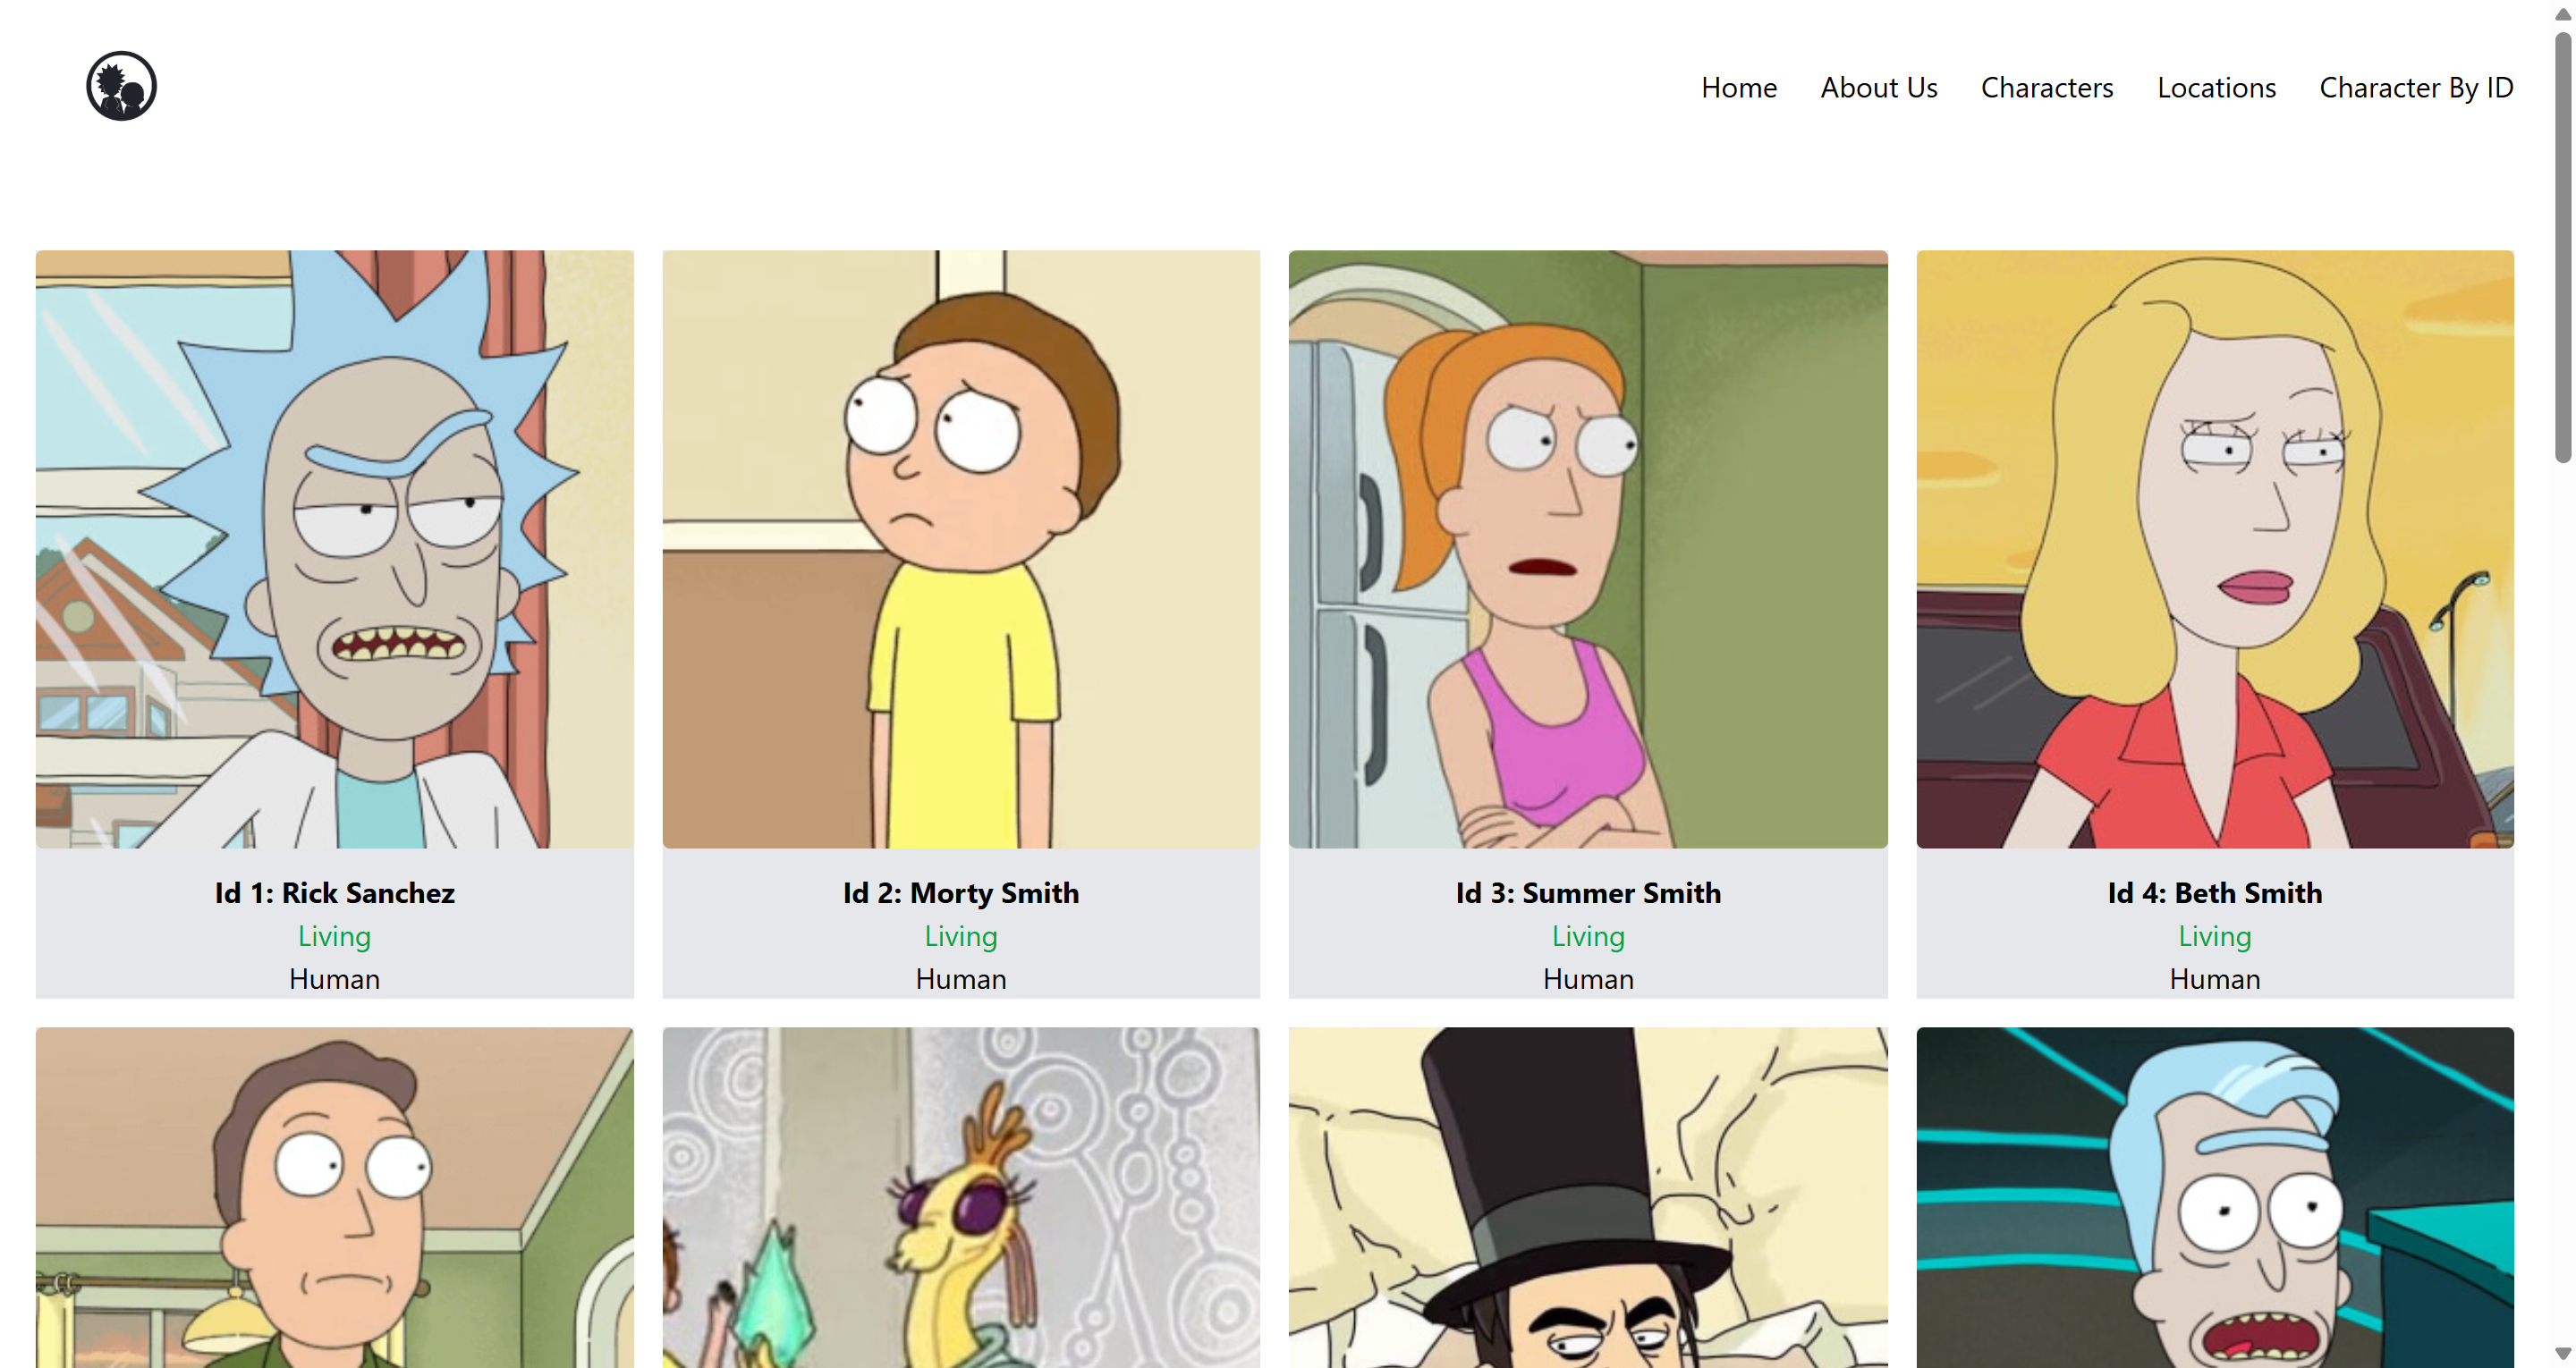 Home About Us Characters Locations Character By ID
Id 1: Rick Sanchez
Living
Human
Id 2: Morty Smith
Living
Human
Id 3: Summer Smith
Living
Human
Id 4: Beth Smith
Living
Human